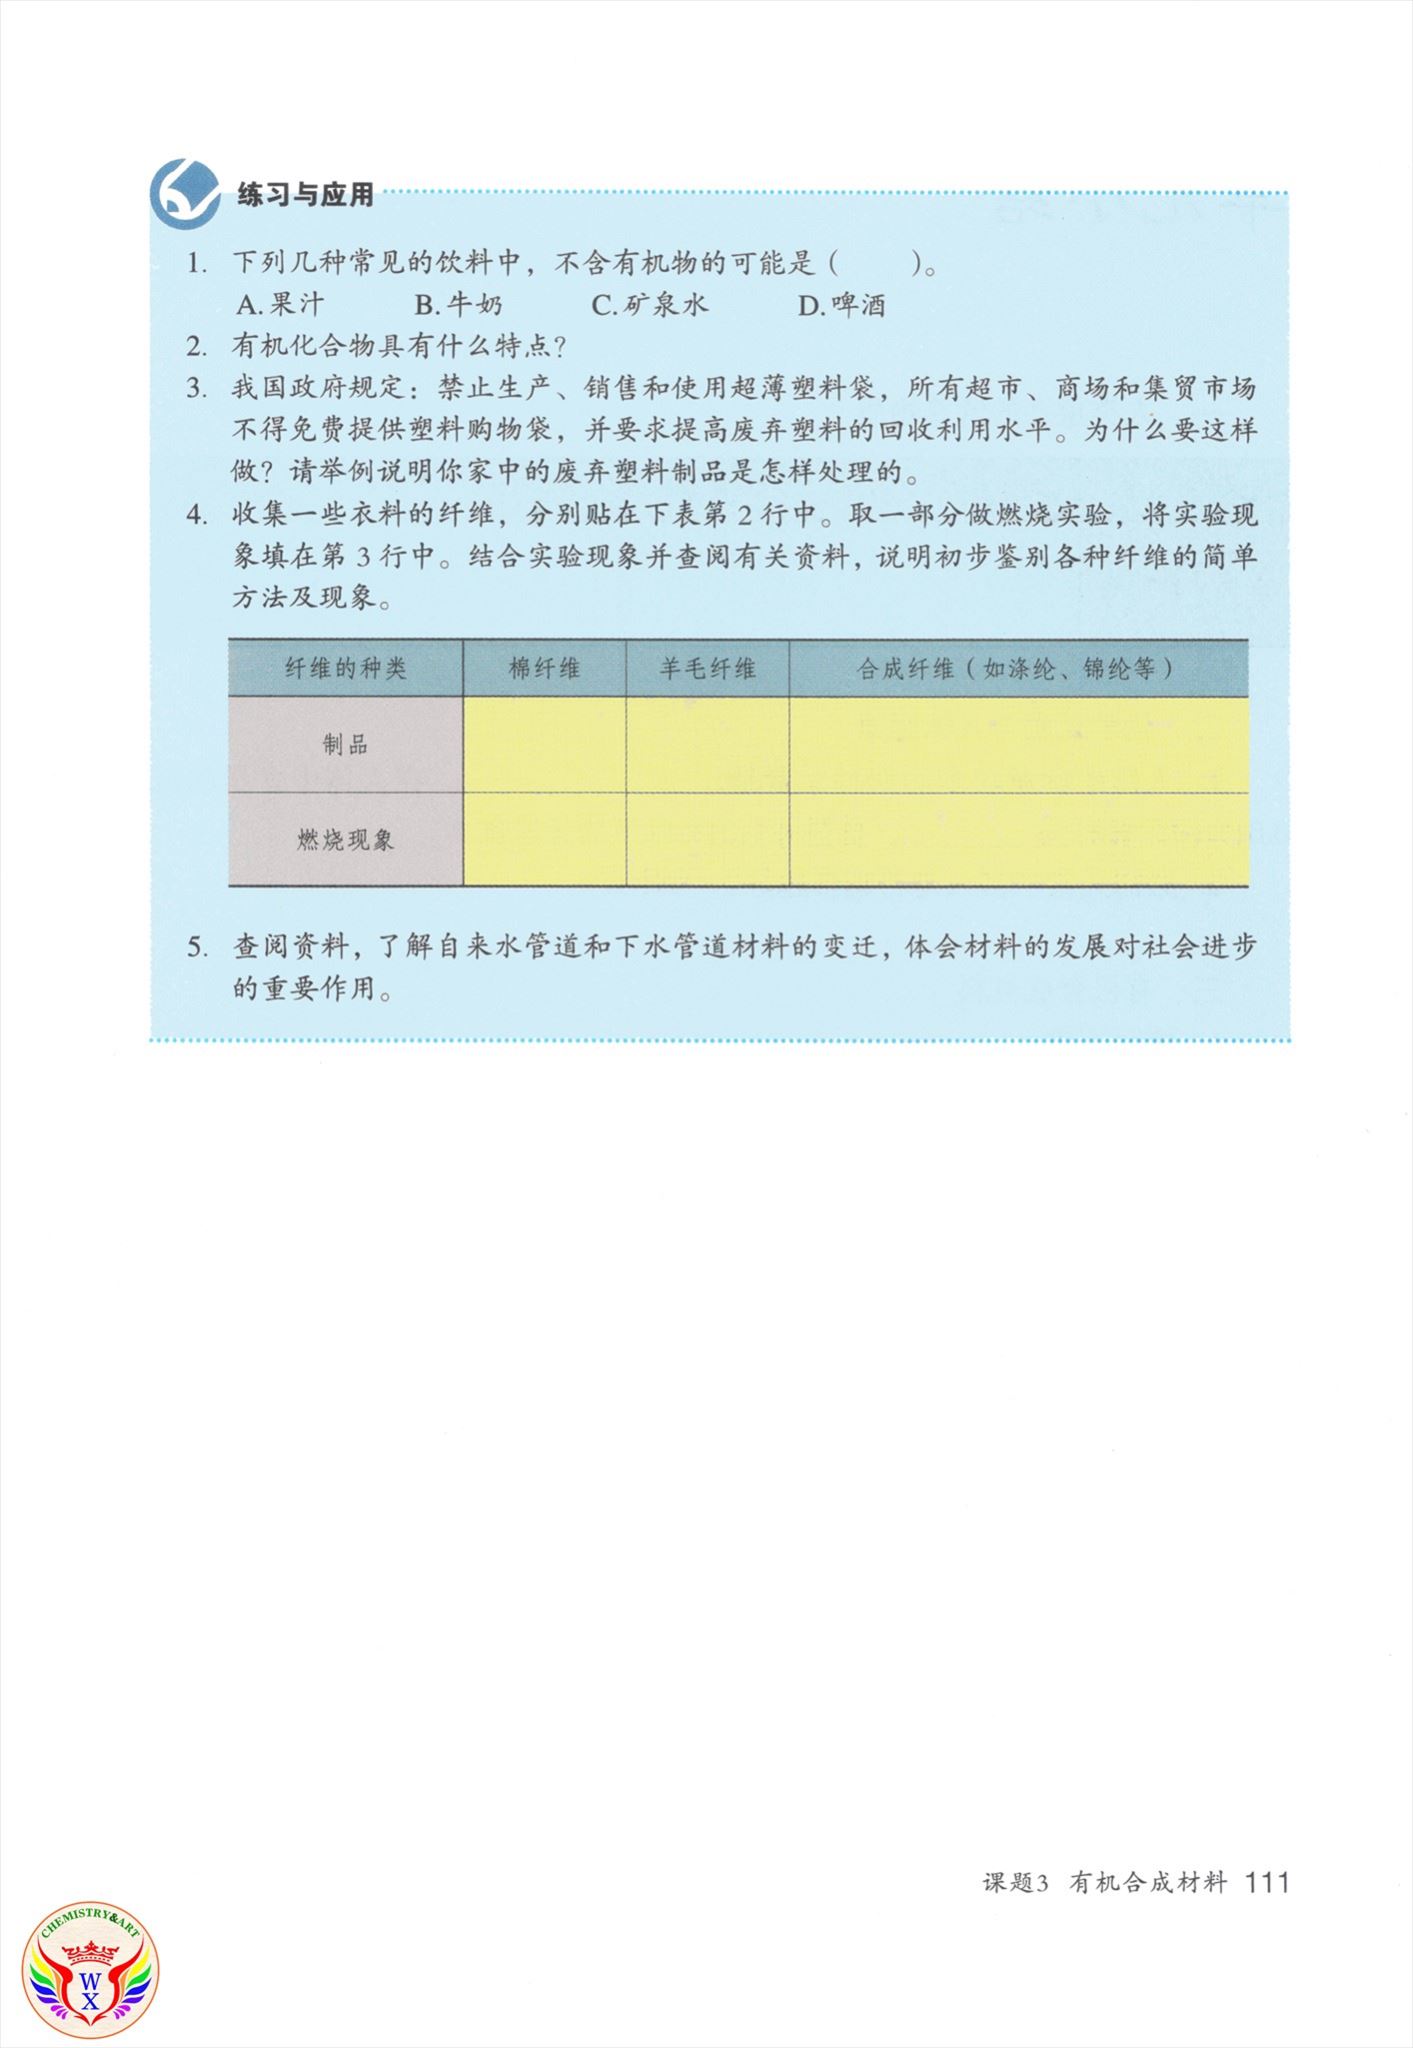 练习与应用
1. 下列几种常见的饮料中，不含有机物的可能是（　　）。
A.果汁　　B.牛奶　　C.矿泉水　　D.啤酒
2. 有机化合物具有什么特点？
3. 我国政府规定：禁止生产、销售和使用超薄塑料袋，所有超市、商场和集贸市场
不得免费提供塑料购物袋，并要求提高废弃塑料的回收利用水平。为什么要这样
做？请举例说明你家中的废弃塑料制品是怎样处理的。
4. 收集一些衣料的纤维，分别贴在下表第 2 行中。取一部分做燃烧实验，将实验现
象填在第 3 行中。结合实验现象并查阅有关资料，说明初步鉴别各种纤维的简单
方法及现象。
纤维的种类　棉纤维　羊毛纤维　合成纤维（如涤纶、锦纶等）
制品
燃烧现象
5. 查阅资料，了解自来水管道和下水管道材料的变迁，体会材料的发展对社会进步
的重要作用。
课题3 有机合成材料 111
CHEMISTRY&ART
W
X